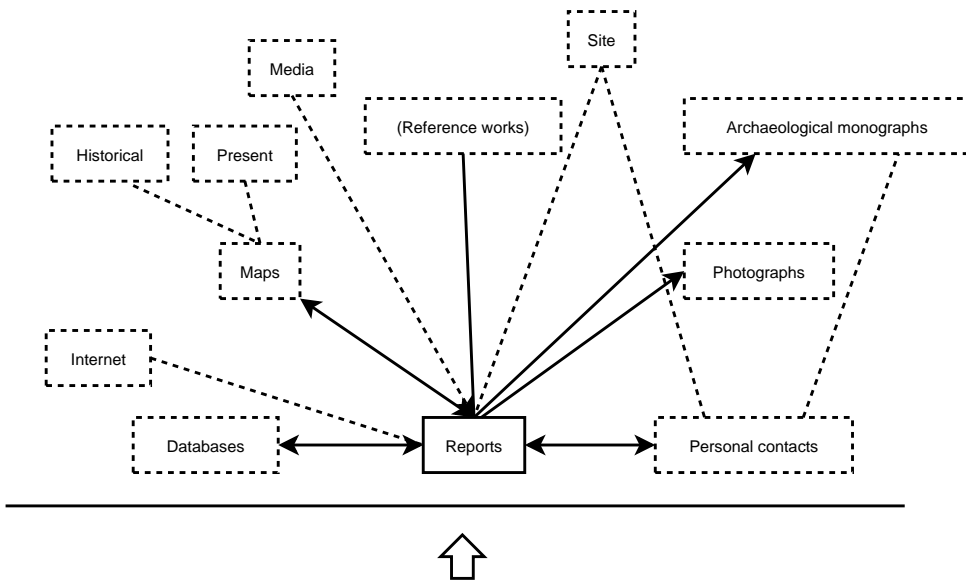 Site
Media
(Reference works)
Archaeological monographs
Historical
Present
Maps
Photographs
Internet
Databases
Reports
Personal contacts